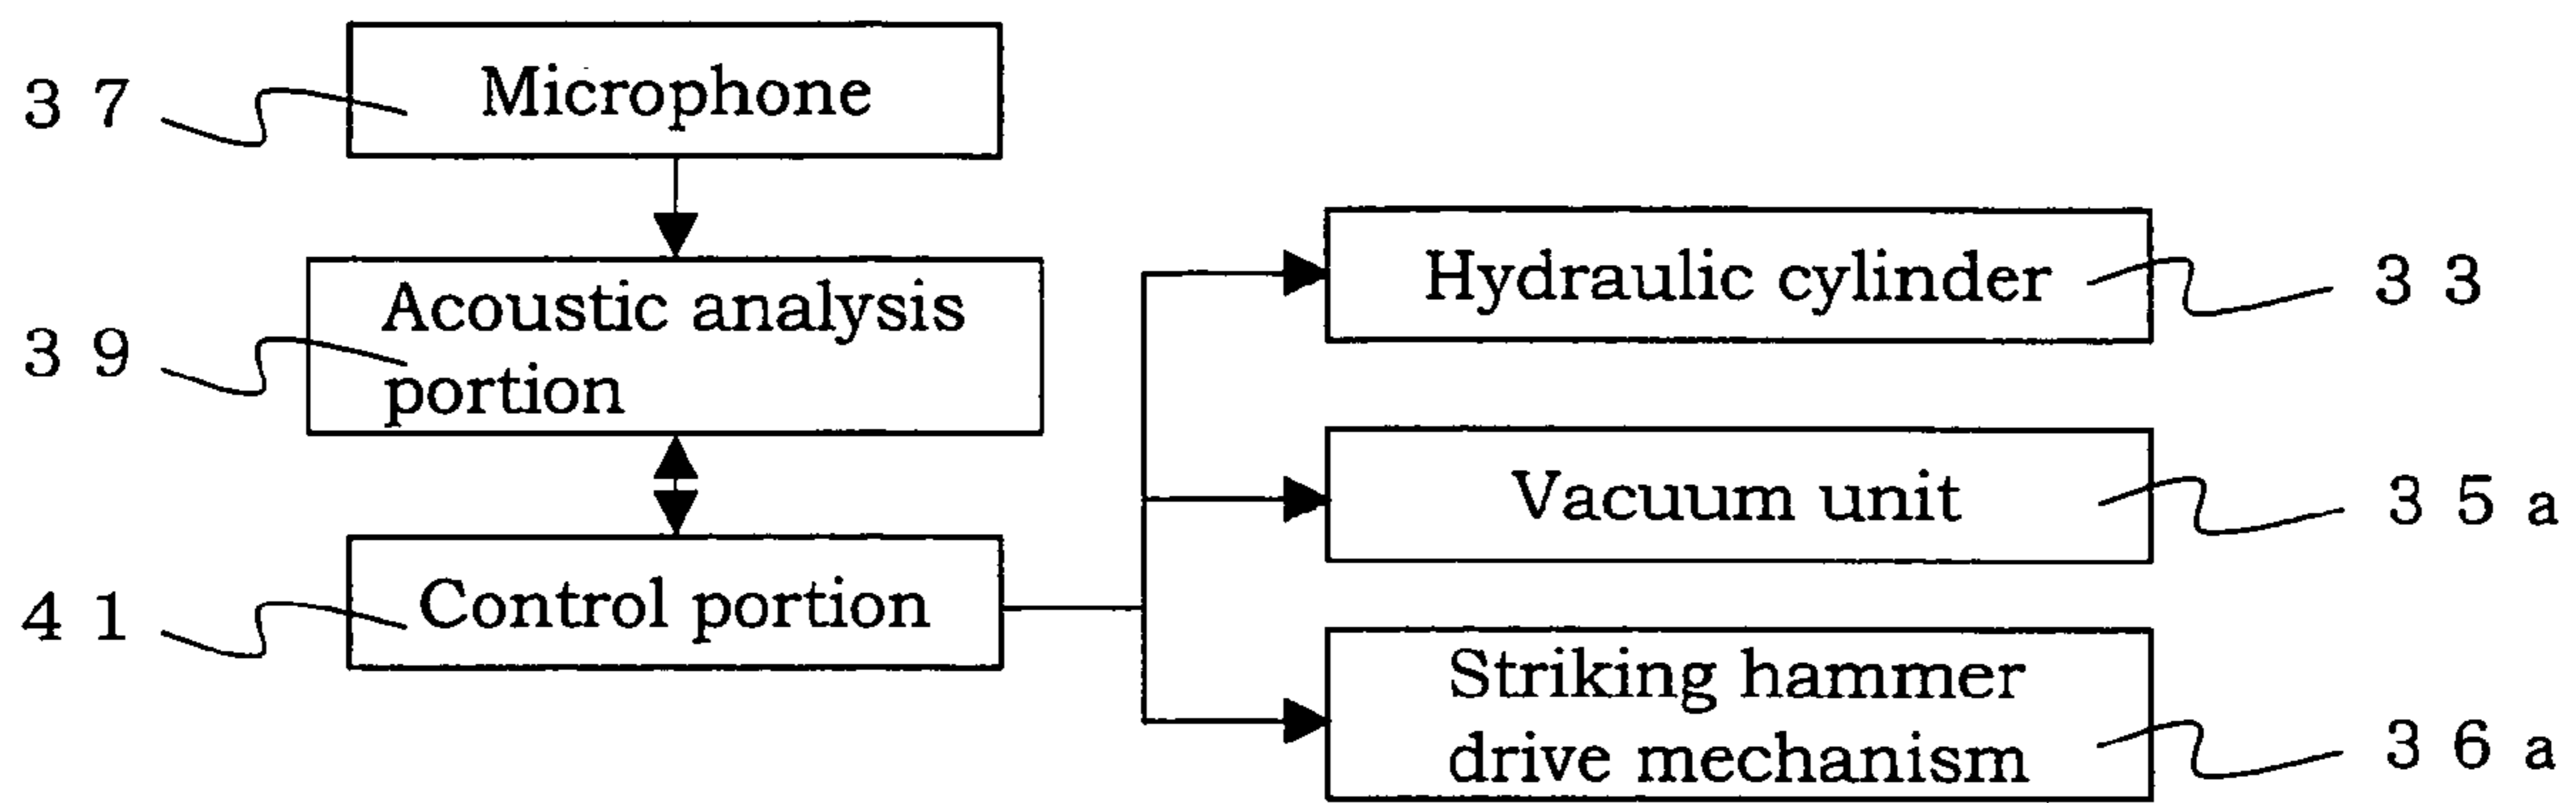 37
Microphone
39
Acoustic analysis
portion
41
Control portion
Hydraulic cylinder
33
Vacuum unit
35a
Striking hammer
drive mechanism
36a